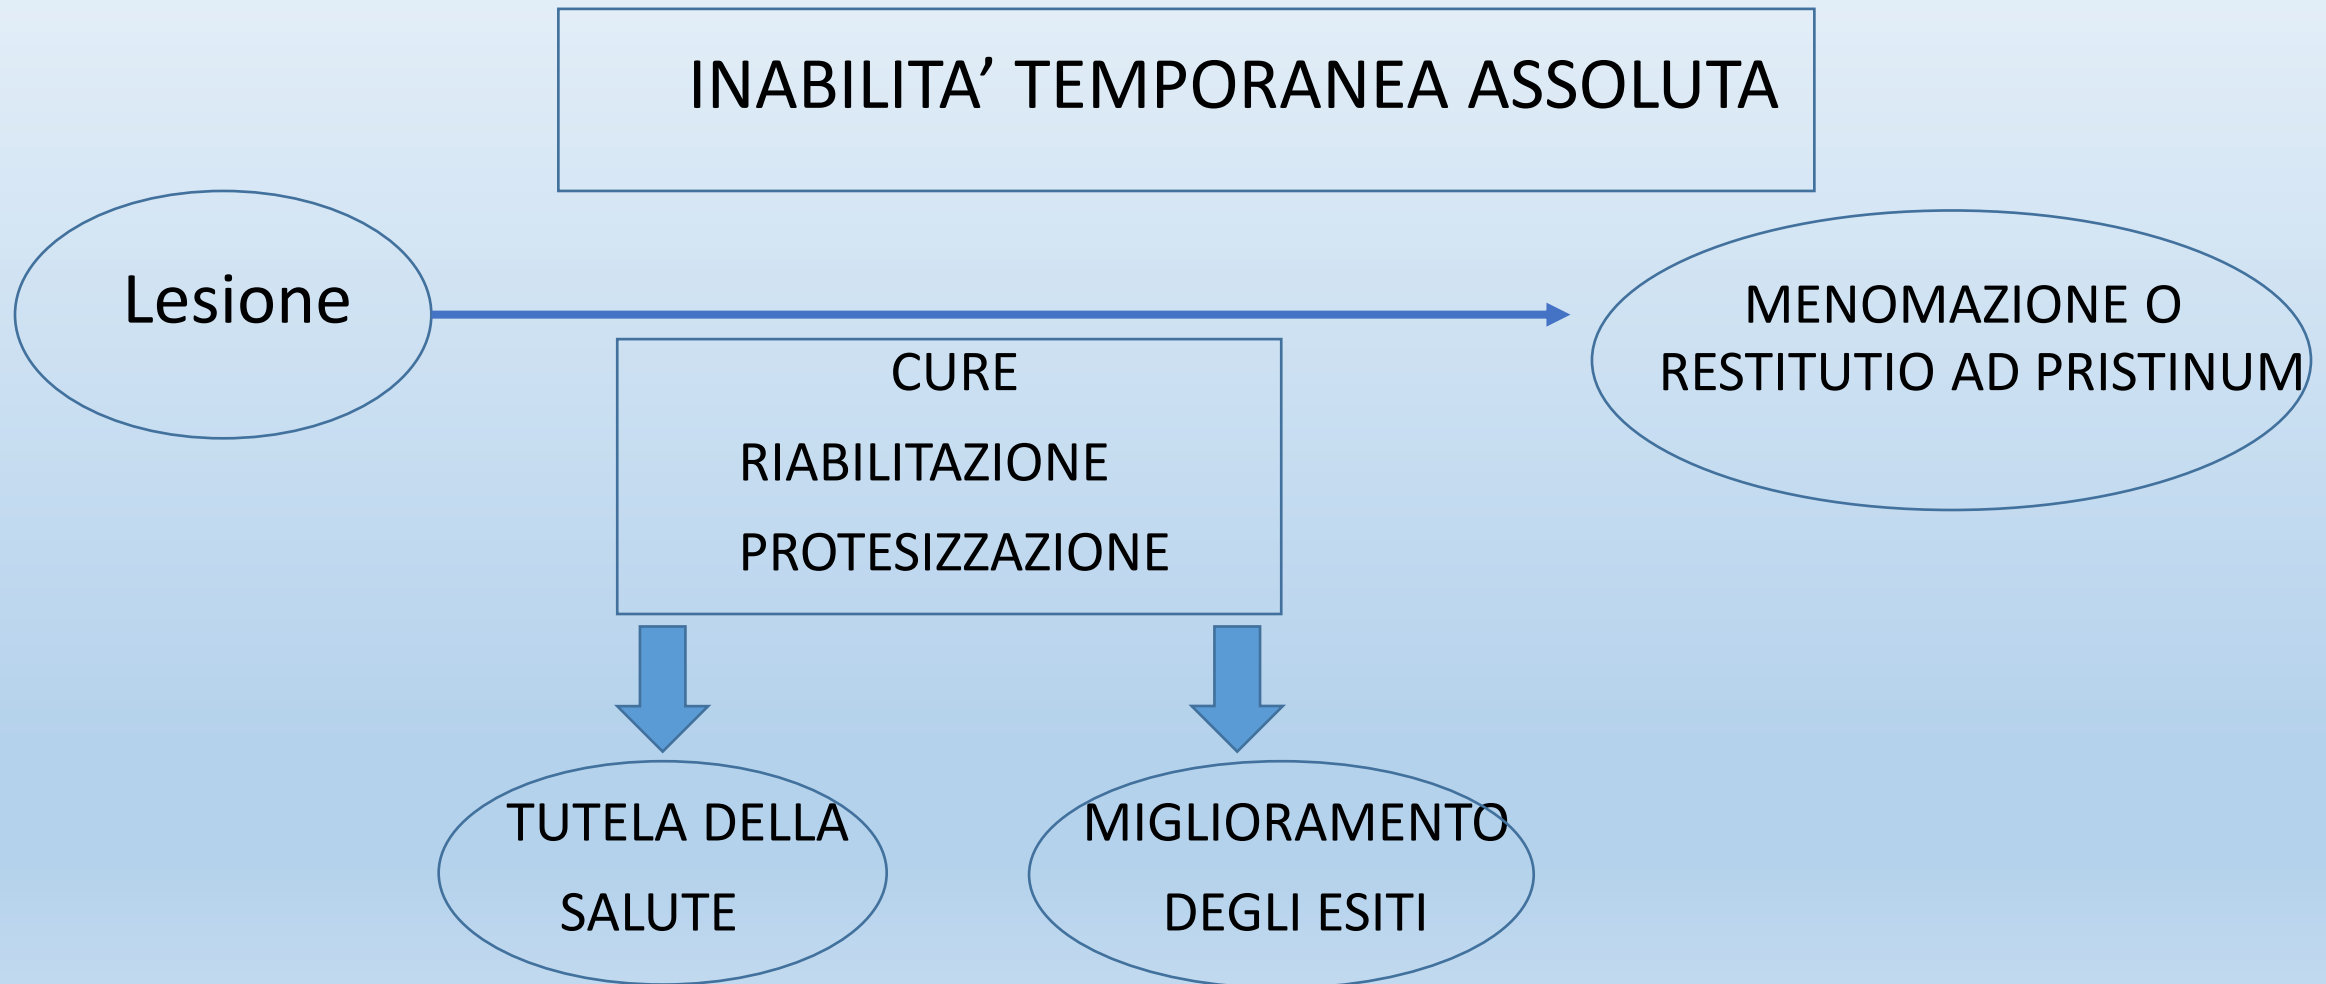 INABILITA’ TEMPORANEA ASSOLUTA
Lesione
MENOMAZIONE O
RESTITUTIO AD PRISTINUM
CURE
RIABILITAZIONE
PROTESIZZAZIONE
TUTELA DELLA
SALUTE
MIGLIORAMENTO
DEGLI ESITI